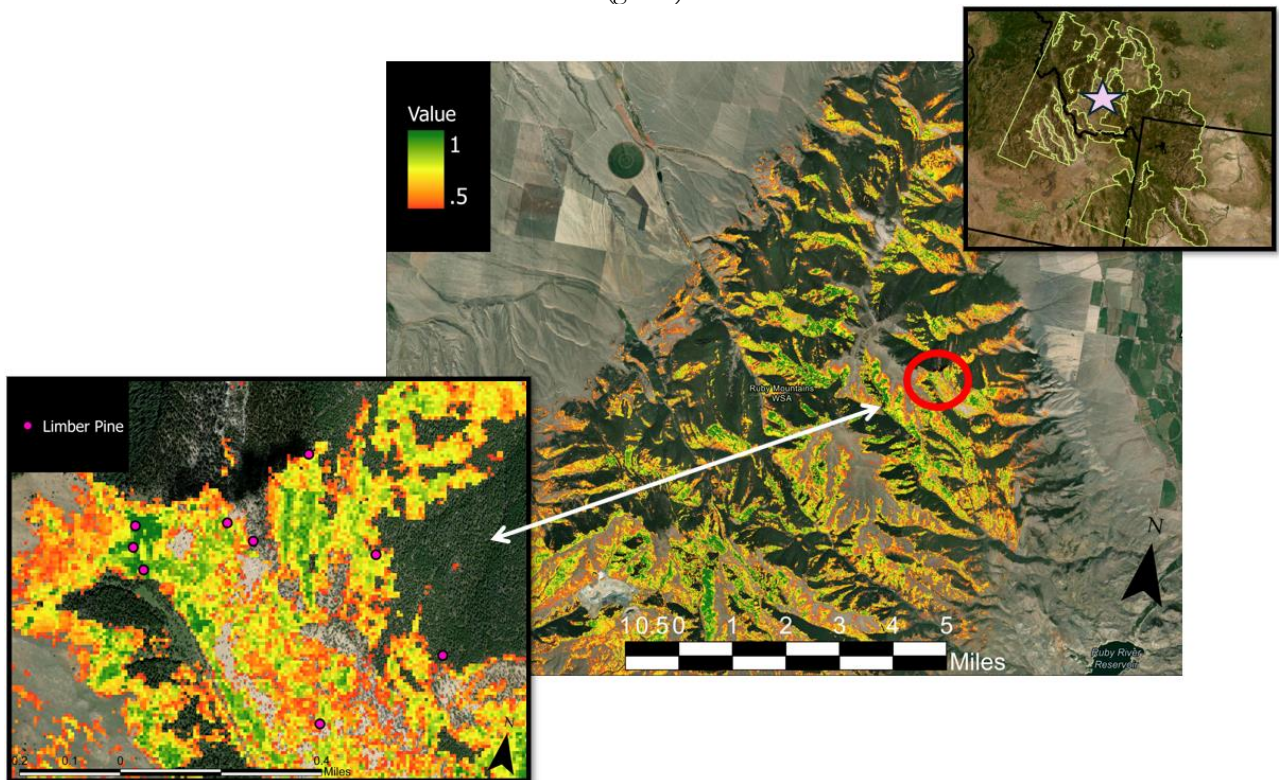 Value
1
.5
Ruby Mountains
WSA
N
1 0.5 0 1 2 3 4 5
Miles
Ruby River
Reservoir
Limber Pine
N
0.2 0.1 0 0.4
Miles